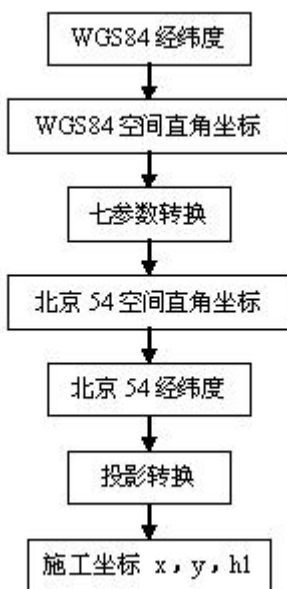 WGS84 经纬度
WGS84 空间直角坐标
七参数转换
北京 54 空间直角坐标
北京 54 经纬度
投影转换
施工坐标 x，y，h1